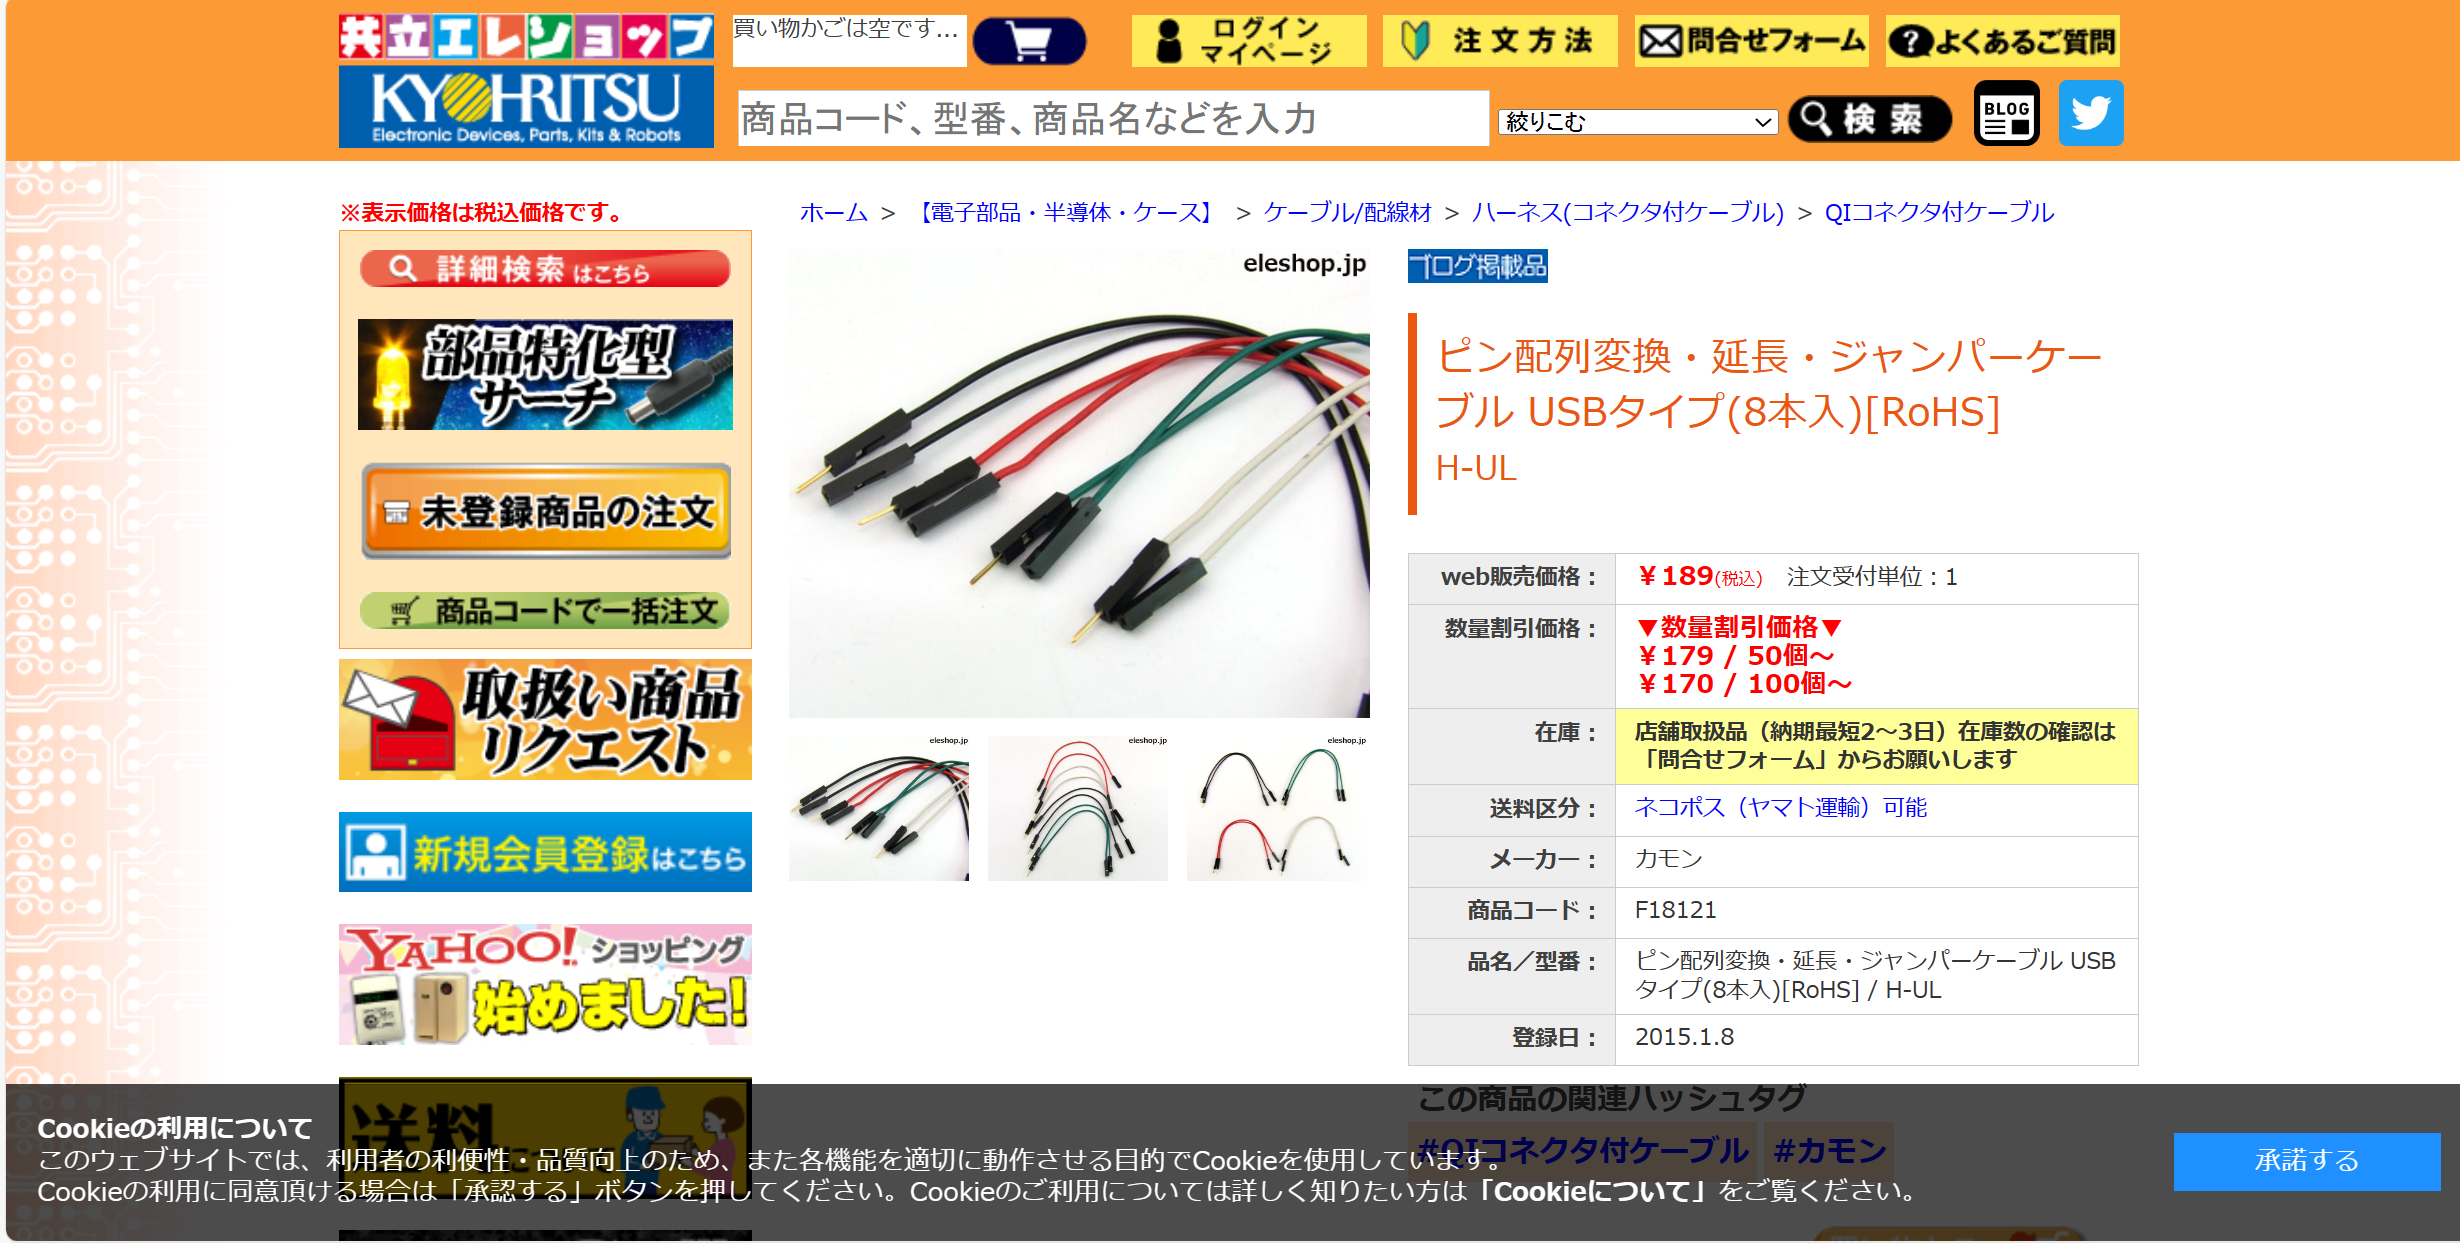 共立エレショップ
KYOHRITSU
Electronic Devices, Parts, Kits & Robots
買い物かごは空です...
ログイン
マイページ
注文方法
問合せフォーム
?よくあるご質問
商品コード、型番、商品名などを入力
絞りこむ
検索
BLOG
※表示価格は税込価格です。
詳細検索はこちら
部品特化型
サーチ
未登録商品の注文
商品コードで一括注文
取扱い商品
リクエスト
新規会員登録はこちら
YAHOO!ショッピング
始めました!
送料
ホーム > 【電子部品・半導体・ケース】 > ケーブル/配線材 > ハーネス(コネクタ付ケーブル) > QIコネクタ付ケーブル
eleshop.jp
eleshop.jp
eleshop.jp
eleshop.jp
ブログ掲載品
ピン配列変換・延長・ジャンパーケー
ブル USBタイプ(8本入)[RoHS]
H-UL
web販売価格： ￥189(税込) 注文受付単位：1
数量割引価格： ▼数量割引価格▼
￥179 / 50個～
￥170 / 100個～
在庫： 店舗取扱品（納期最短2～3日）在庫数の確認は
「問合せフォーム」からお願いします
送料区分： ネコポス（ヤマト運輸）可能
メーカー： カモン
商品コード： F18121
品名／型番： ピン配列変換・延長・ジャンパーケーブル USB
タイプ(8本入)[RoHS] / H-UL
登録日： 2015.1.8
この商品の関連ハッシュタグ
#QIコネクタ付ケーブル #カモン
Cookieの利用について
このウェブサイトでは、利用者の利便性・品質向上のため、また各機能を適切に動作させる目的でCookieを使用しています。
Cookieの利用に同意頂ける場合は「承認する」ボタンを押してください。Cookieのご利用については詳しく知りたい方は「Cookieについて」をご覧ください。
承諾する